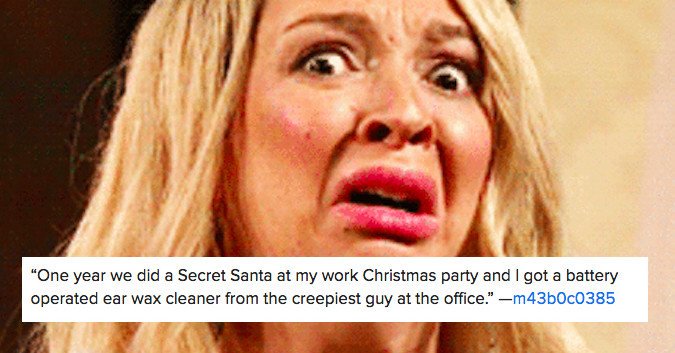 “One year we did a Secret Santa at my work Christmas party and I got a battery
operated ear wax cleaner from the creepiest guy at the office.” —m43b0c0385